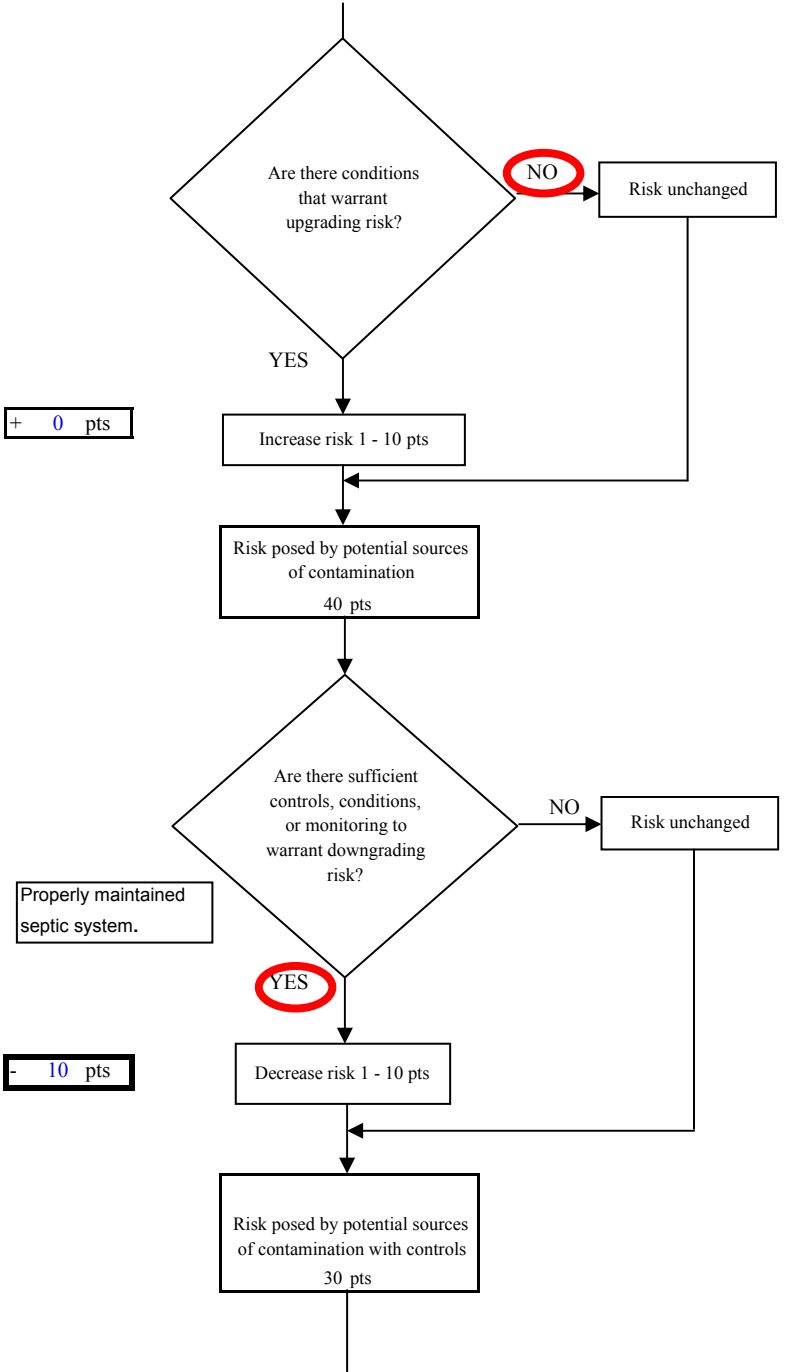 Are there conditions
that warrant
upgrading risk?
NO
Risk unchanged
YES
+ 0 pts
Increase risk 1 - 10 pts
Risk posed by potential sources
of contamination
40 pts
Are there sufficient
controls, conditions,
or monitoring to
warrant downgrading
risk?
NO
Risk unchanged
Properly maintained
septic system.
YES
- 10 pts
Decrease risk 1 - 10 pts
Risk posed by potential sources
of contamination with controls
30 pts